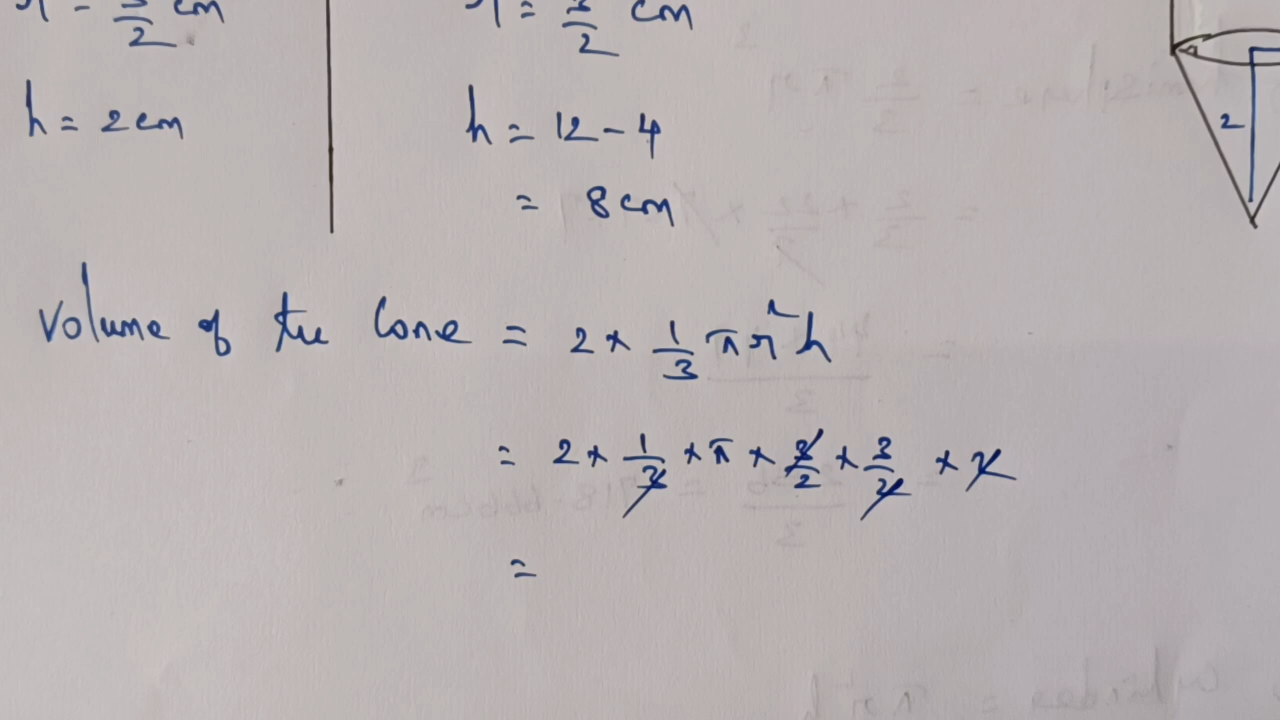 r = 3/2 cm
h = 2 cm
r = 3/2 cm
h = 12 - 4
= 8 cm
2
Volume of the Cone = 2 × 1/3 πr²h
= 2 × 1/3 × π × 3/2 × 3/2 × 2
=